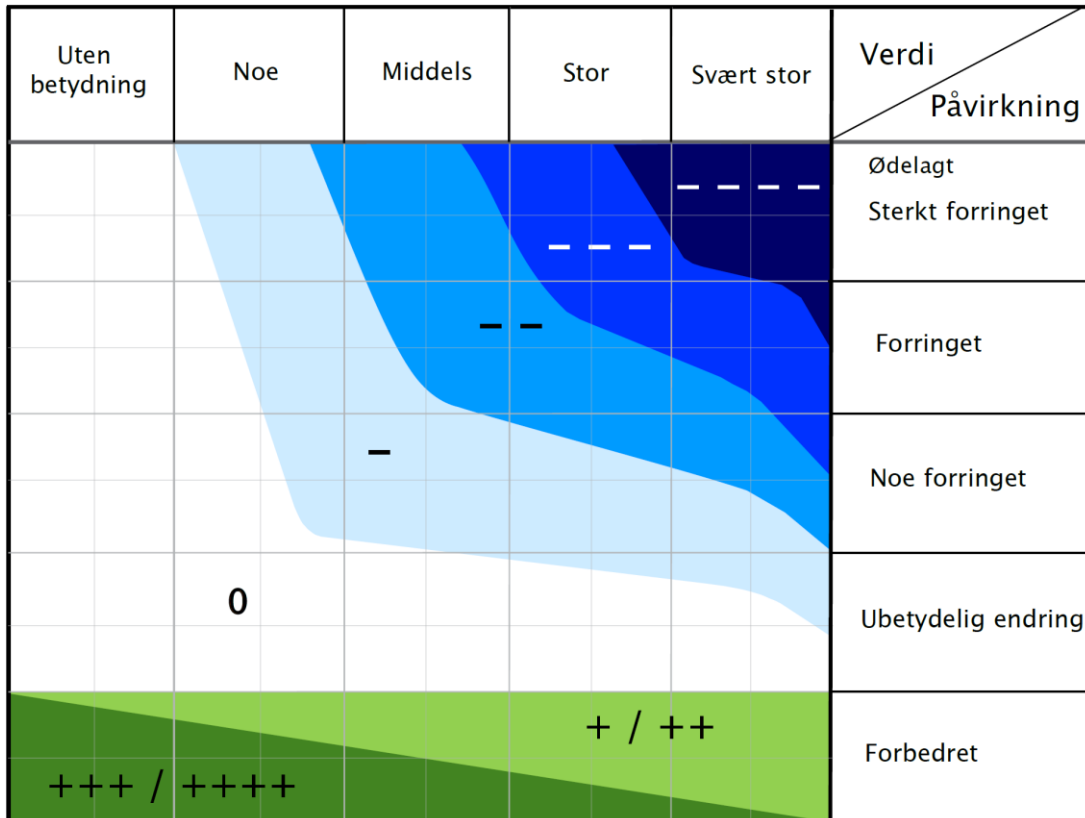 Uten
betydning
Noe
Middels
Stor
Svært stor
Verdi
Påvirkning
Ødelagt
– – – –
Sterkt forringet
– – –
– –
Forringet
–
Noe forringet
0
Ubetydelig endring
+ / ++
Forbedret
+++ / ++++